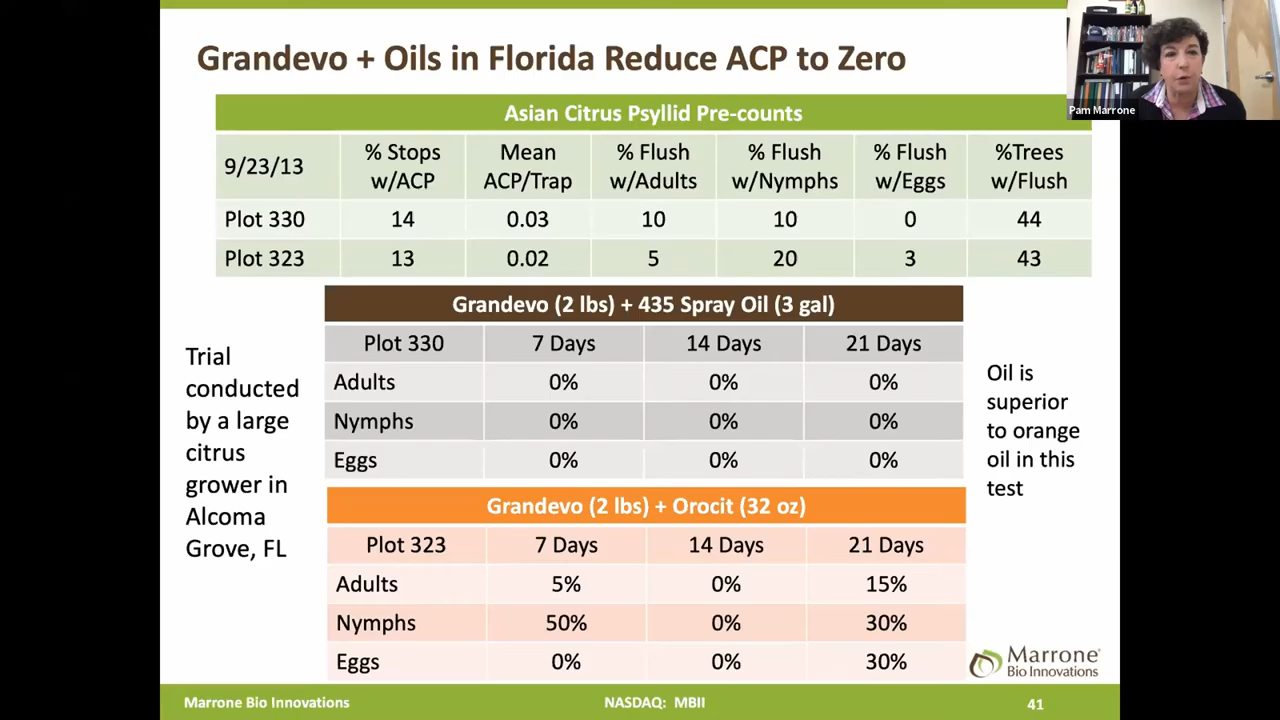 Grandevo + Oils in Florida Reduce ACP to Zero
Pam Marrone
Asian Citrus Psyllid Pre-counts
9/23/13 % Stops w/ACP Mean ACP/Trap % Flush w/Adults % Flush w/Nymphs % Flush w/Eggs %Trees w/Flush
Plot 330 14 0.03 10 10 0 44
Plot 323 13 0.02 5 20 3 43
Grandevo (2 lbs) + 435 Spray Oil (3 gal)
Plot 330 7 Days 14 Days 21 Days
Adults 0% 0% 0%
Nymphs 0% 0% 0%
Eggs 0% 0% 0%
Trial
conducted
by a large
citrus
grower in
Alcoma
Grove, FL
Oil is
superior
to orange
oil in this
test
Grandevo (2 lbs) + Orocit (32 oz)
Plot 323 7 Days 14 Days 21 Days
Adults 5% 0% 15%
Nymphs 50% 0% 30%
Eggs 0% 0% 30%
Marrone®
Bio Innovations
Marrone Bio Innovations NASDAQ: MBII 41